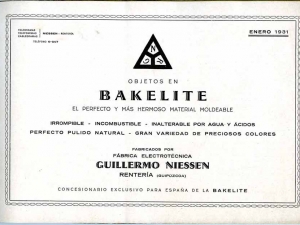 ENERO 1931
OBJETOS EN
BAKELITE
EL PERFECTO Y MÁS HERMOSO MATERIAL MOLDEABLE
IRROMPIBLE - INCOMBUSTIBLE - INALTERABLE POR AGUA Y ÁCIDOS
PERFECTO PULIDO NATURAL - GRAN VARIEDAD DE PRECIOSOS COLORES
FABRICADOS POR
FÁBRICA ELECTROTÉCNICA
GUILLERMO NIESSEN
RENTERÍA (GUIPÚZCOA)
CONCESIONARIO EXCLUSIVO PARA ESPAÑA DE LA BAKELITE